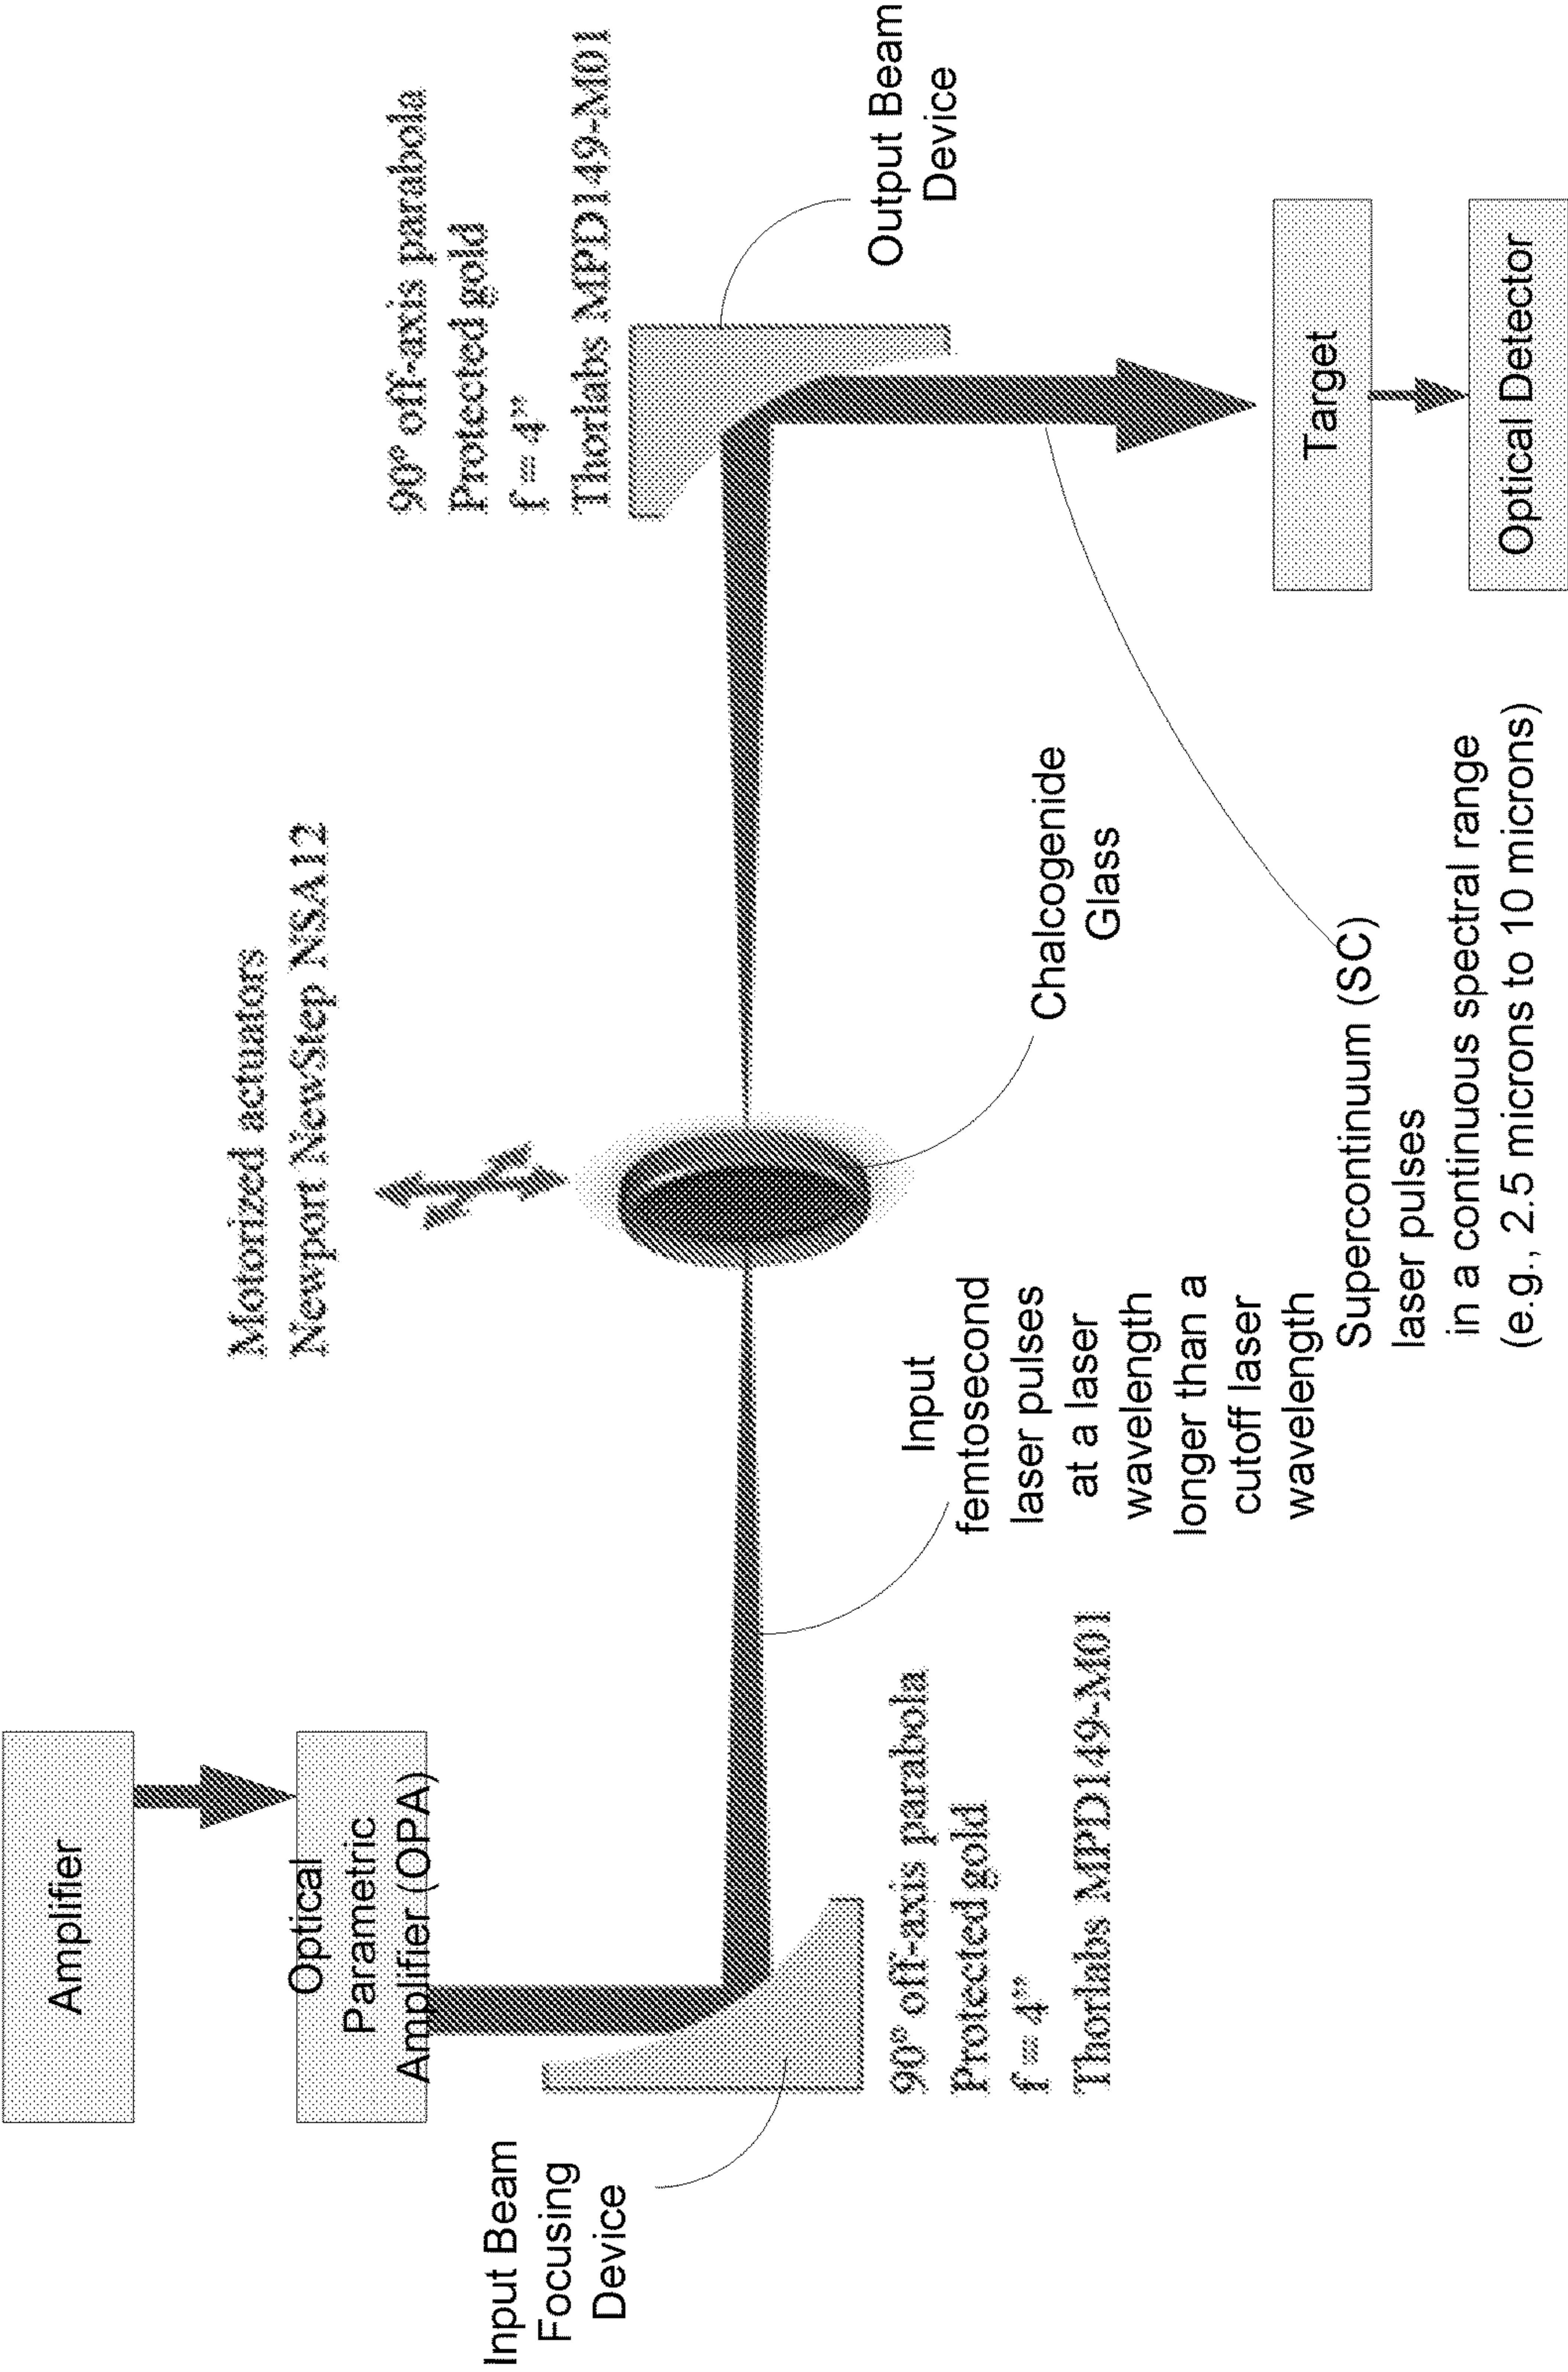 Amplifier
Optical
Parametric
Amplifier (OPA)
Input Beam
Focusing
Device
90° off-axis parabola
Protected gold
f = 4”
Thorlabs MPD149-M01
Motorized actuators
Newport NewStep NSA12
Input
femtosecond
laser pulses
at a laser
wavelength
longer than a
cutoff laser
wavelength
Chalcogenide
Glass
90° off-axis parabola
Protected gold
f = 4”
Thorlabs MPD149-M01
Output Beam
Device
Supercontinuum (SC)
laser pulses
in a continuous spectral range
(e.g., 2.5 microns to 10 microns)
Target
Optical Detector